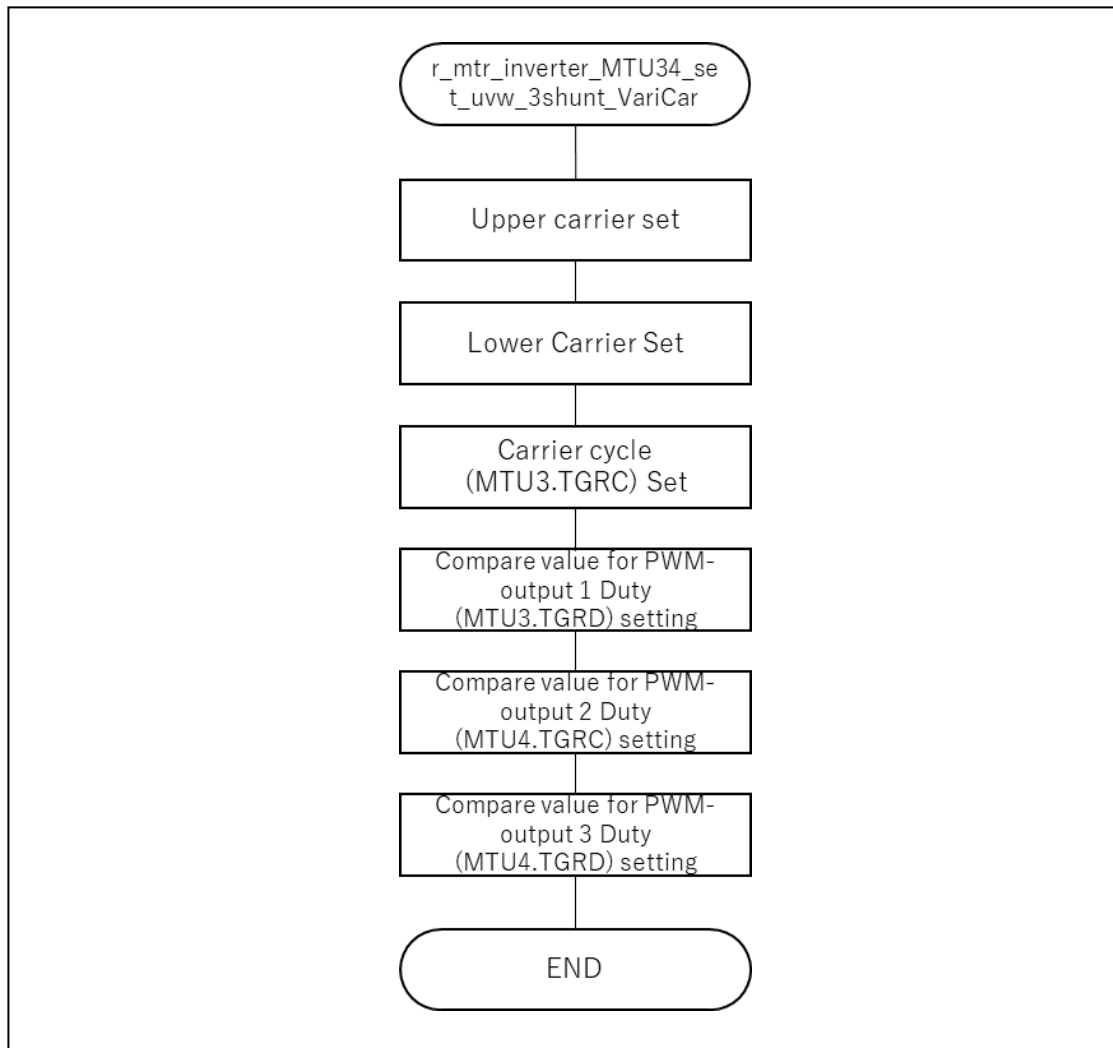 r_mtr_inverter_MTU34_se
t_uvw_3shunt_VariCar
Upper carrier set
Lower Carrier Set
Carrier cycle
(MTU3.TGRC) Set
Compare value for PWM-
output 1 Duty
(MTU3.TGRD) setting
Compare value for PWM-
output 2 Duty
(MTU4.TGRC) setting
Compare value for PWM-
output 3 Duty
(MTU4.TGRD) setting
END